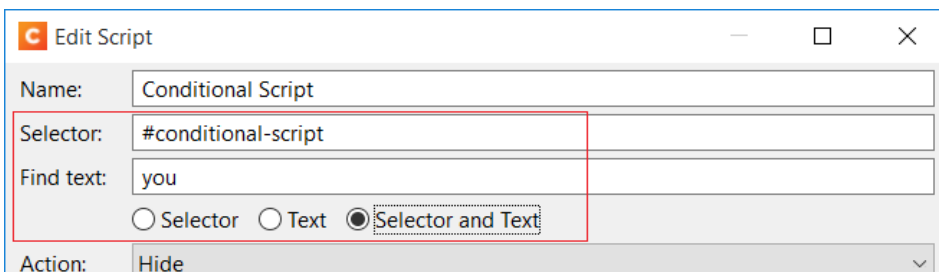 C Edit Script
Name: Conditional Script
Selector: #conditional-script
Find text: you
Selector Text Selector and Text
Action: Hide